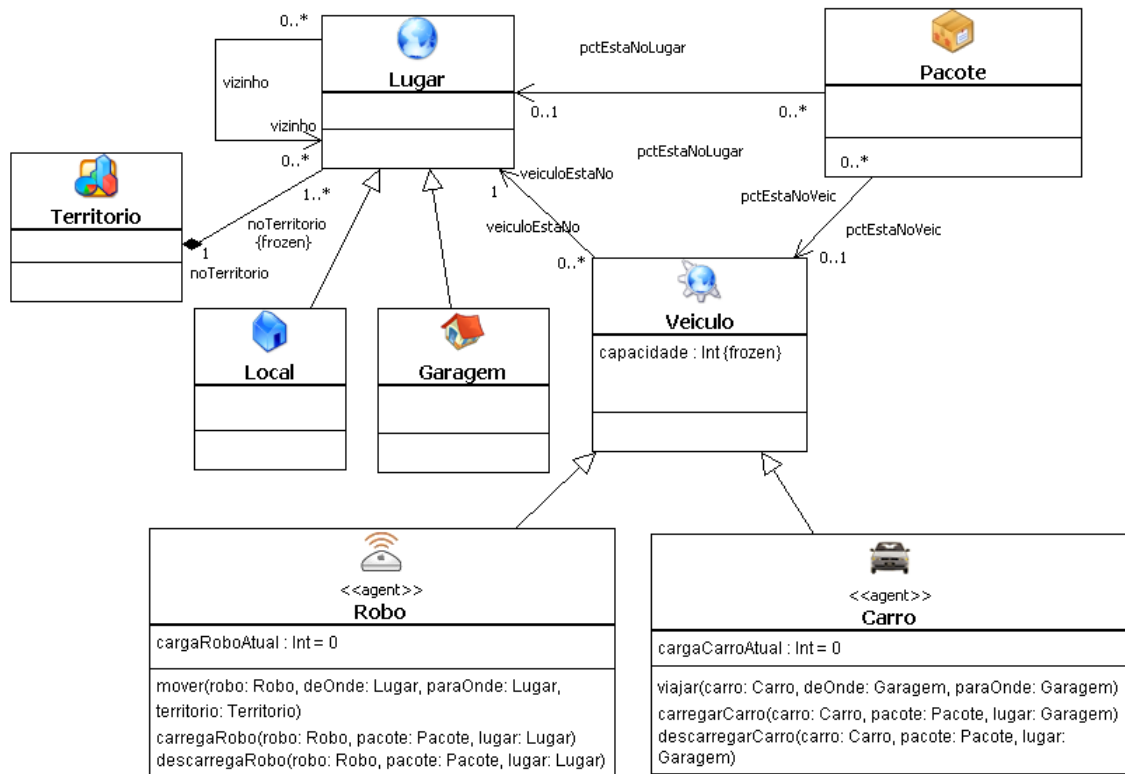 0..*
vizinho
Lugar
vizinho
0..*
1..*
pctEstaNoLugar
0..1
0..*
pctEstaNoLugar
Pacote
0..*
pctEstaNoVeic
pctEstaNoVeic
0..1
veiculoEstaNo
1
veiculoEstaNo
0..*
Territorio
1
noTerritorio
{frozen}
noTerritorio
Local
Garagem
Veiculo
capacidade : Int {frozen}
<<agent>>
Robo
cargaRoboAtual : Int = 0
mover(robo: Robo, deOnde: Lugar, paraOnde: Lugar,
territorio: Territorio)
carregaRobo(robo: Robo, pacote: Pacote, lugar: Lugar)
descarregaRobo(robo: Robo, pacote: Pacote, lugar: Lugar)
<<agent>>
Carro
cargaCarroAtual : Int = 0
viajar(carro: Carro, deOnde: Garagem, paraOnde: Garagem)
carregarCarro(carro: Carro, pacote: Pacote, lugar: Garagem)
descarregarCarro(carro: Carro, pacote: Pacote, lugar:
Garagem)